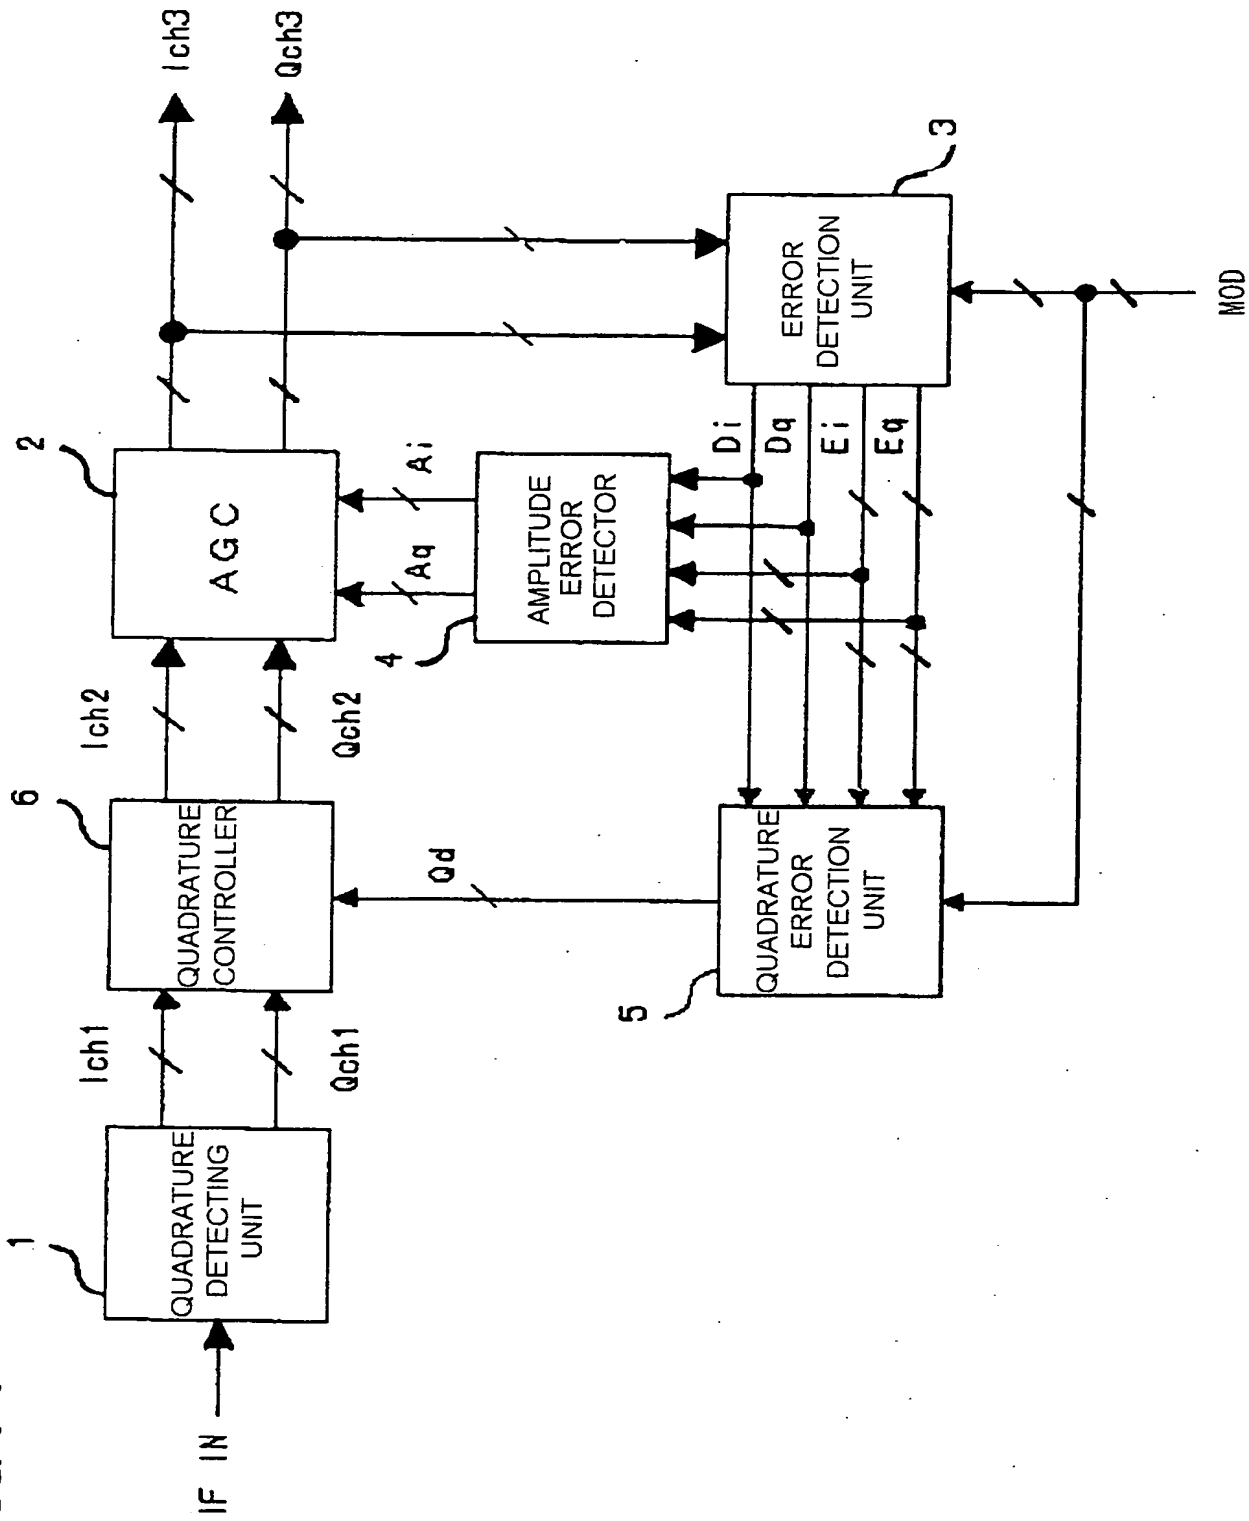 IF IN
1
QUADRATURE
DETECTING
UNIT
Ich1
Qch1
6
QUADRATURE
CONTROLLER
Ich2
Qch2
2
AGC
Ich3
Qch3
Qd
Aq
Ai
4
AMPLITUDE
ERROR
DETECTOR
5
QUADRATURE
ERROR
DETECTION
UNIT
Di
Dq
Ei
Eq
3
ERROR
DETECTION
UNIT
MOD